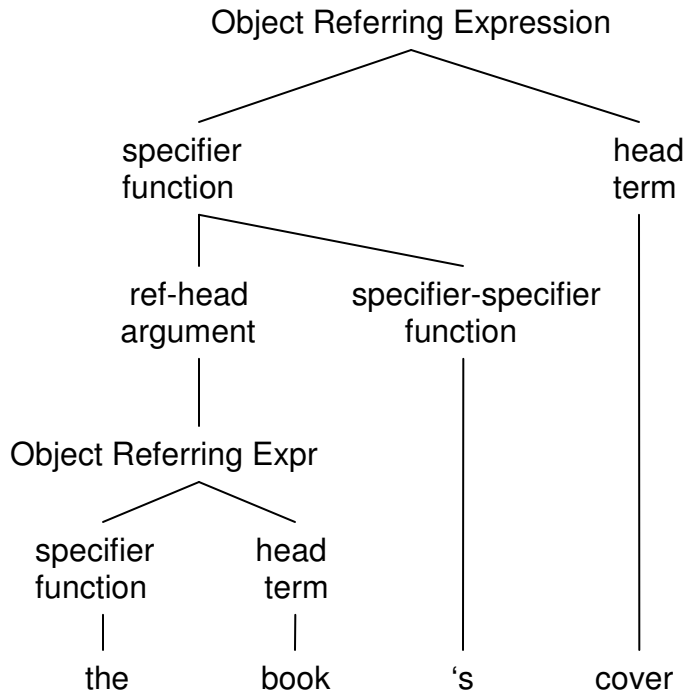 Object Referring Expression
specifier
function
head
term
ref-head
argument
specifier-specifier
function
Object Referring Expr
specifier
function
head
term
the book ‘s cover